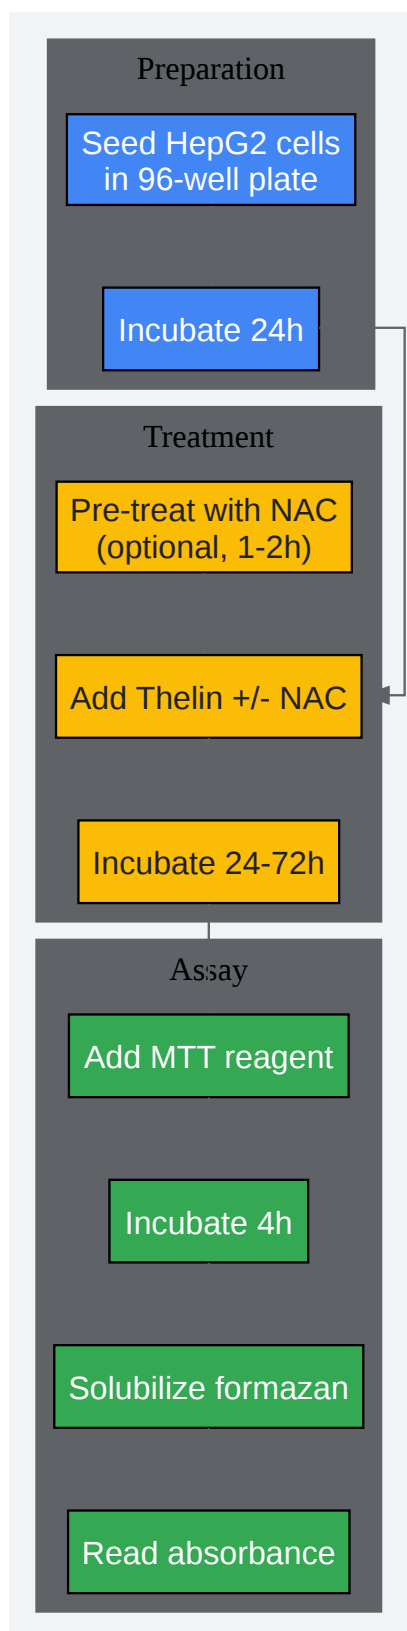 Preparation
Seed HepG2 cells
in 96-well plate
Incubate 24h
Treatment
Pre-treat with NAC
(optional, 1-2h)
Add Thelin +/- NAC
Incubate 24-72h
Assay
Add MTT reagent
Incubate 4h
Solubilize formazan
Read absorbance